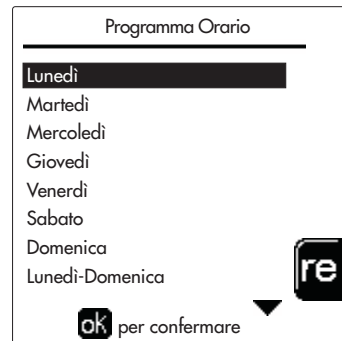 Programma Orario
Lunedì
Martedì
Mercoledì
Giovedì
Venerdì
Sabato
Domenica
Lunedì-Domenica
re
ok per confermare